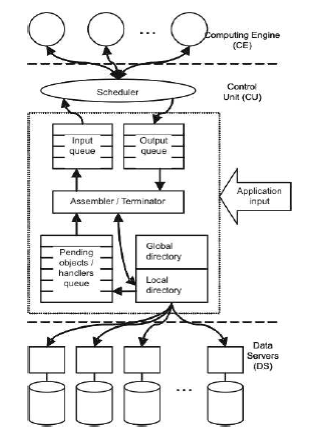 Computing Engine
(CE)
Scheduler
Control
Unit (CU)
Input
queue
Output
queue
Assembler / Terminator
Application
input
Pending
objects /
handlers
queue
Global
directory
Local
directory
Data
Servers
(DS)